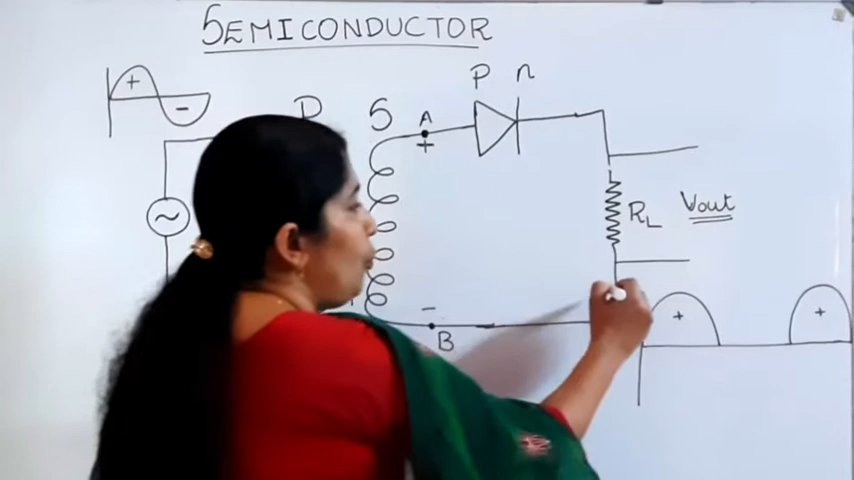 SEMICONDUCTOR
P n
+ -
P S A
+
RL Vout
-
B
+ +